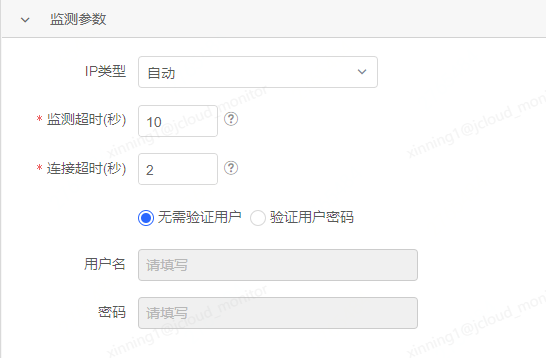 监测参数
IP类型 自动
* 监测超时(秒) 10 ?
* 连接超时(秒) 2 ?
无需验证用户 验证用户密码
用户名 请填写
密码 请填写
xinning1@jcloud_monitor
xinning1@jcloud_monitor
xinning1@jcloud_monitor
xinning1@jcloud_monitor